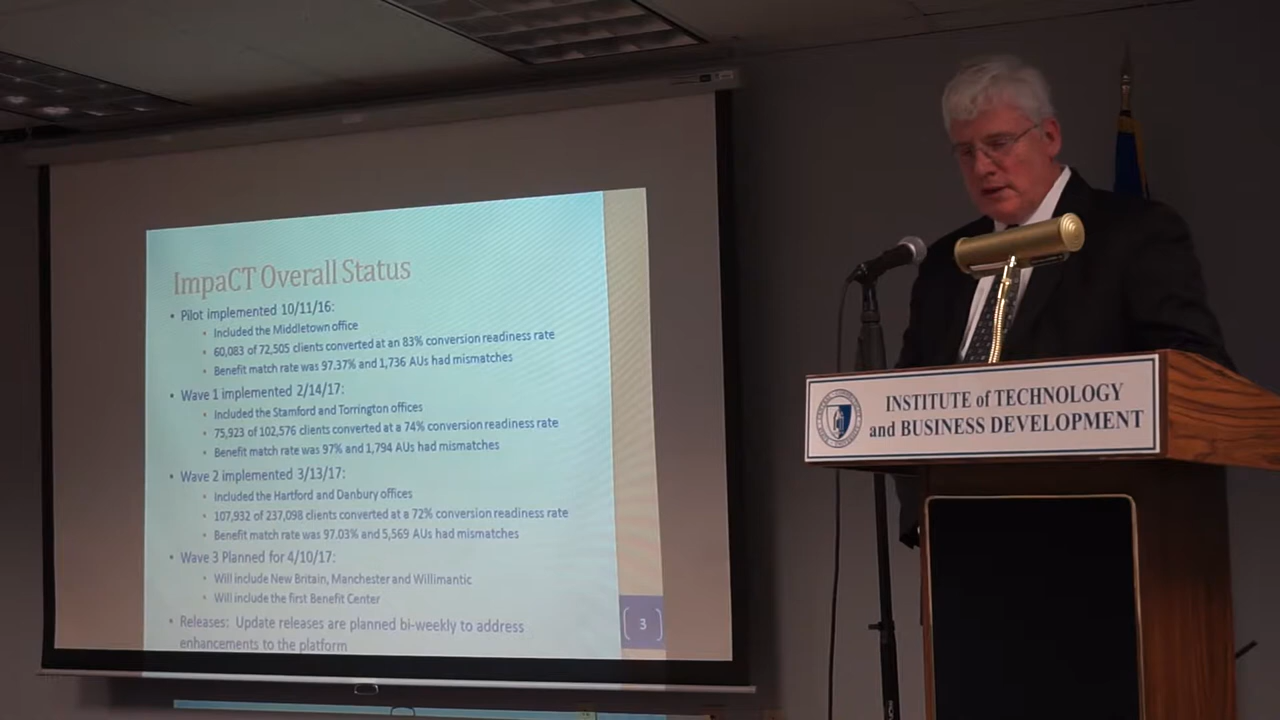 ImpaCT Overall Status
• Pilot implemented 10/11/16:
• Included the Middletown office
• 60,083 of 72,505 clients converted at an 83% conversion readiness rate
• Benefit match rate was 97.37% and 1,736 AUs had mismatches
• Wave 1 implemented 2/14/17:
• Included the Stamford and Torrington offices
• 75,923 of 102,576 clients converted at a 74% conversion readiness rate
• Benefit match rate was 97% and 1,794 AUs had mismatches
• Wave 2 implemented 3/13/17:
• Included the Hartford and Danbury offices
• 107,932 of 237,098 clients converted at a 72% conversion readiness rate
• Benefit match rate was 97.03% and 5,569 AUs had mismatches
• Wave 3 Planned for 4/10/17:
• Will include New Britain, Manchester and Willimantic
• Will include the first Benefit Center
• Releases: Update releases are planned bi-weekly to address
enhancements to the platform
3
INSTITUTE of TECHNOLOGY
and BUSINESS DEVELOPMENT